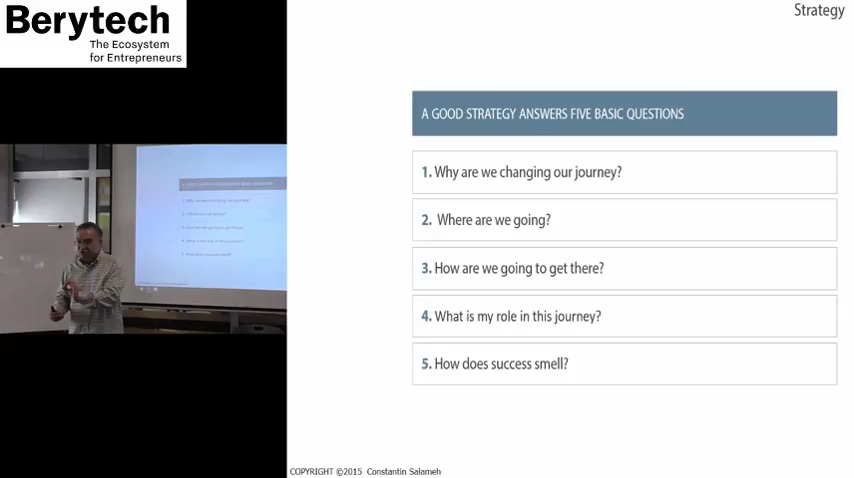 Berytech
The Ecosystem
for Entrepreneurs
Strategy
A GOOD STRATEGY ANSWERS FIVE BASIC QUESTIONS
1. Why are we changing our journey?
2. Where are we going?
3. How are we going to get there?
4. What is my role in this journey?
5. How does success smell?
COPYRIGHT ©2015 Constantin Salameh